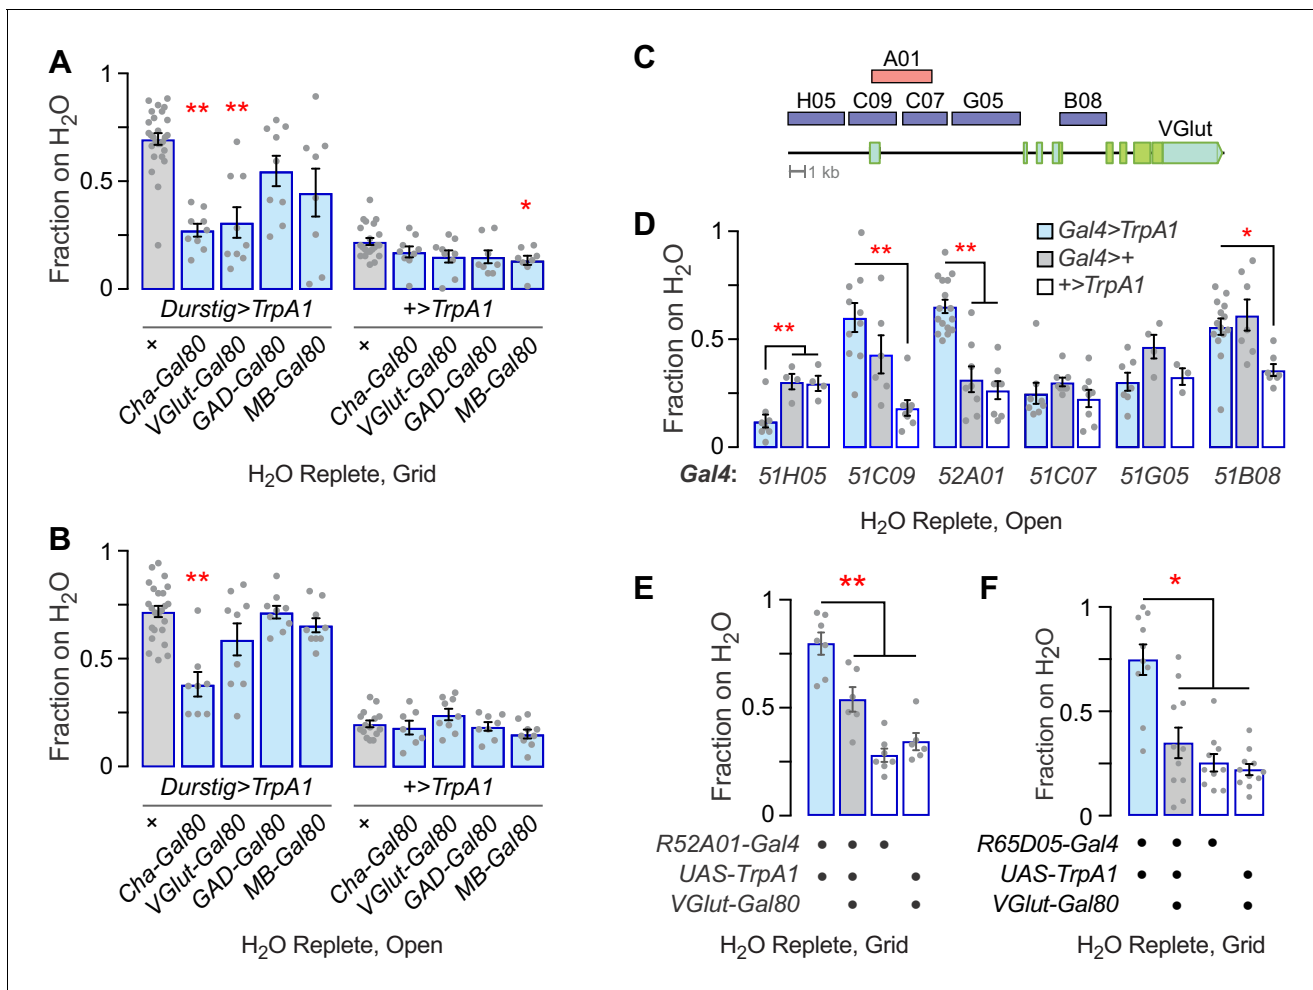 A
Fraction on H2O
1
0.5
0
** ** *
Durstig>TrpA1 +>TrpA1
+ Cha-Gal80 VGlut-Gal80 GAD-Gal80 MB-Gal80
+ Cha-Gal80 VGlut-Gal80 GAD-Gal80 MB-Gal80
H2O Replete, Grid
B
Fraction on H2O
1
0.5
0
**
Durstig>TrpA1 +>TrpA1
+ Cha-Gal80 VGlut-Gal80 GAD-Gal80 MB-Gal80
+ Cha-Gal80 VGlut-Gal80 GAD-Gal80 MB-Gal80
H2O Replete, Open
C
A01
H05 C09 C07 G05 B08
VGlut
1 kb
D
Fraction on H2O
1
0.5
0
Gal4>TrpA1
Gal4>+
+>TrpA1
** ** ** *
Gal4: 51H05 51C09 52A01 51C07 51G05 51B08
H2O Replete, Open
E
Fraction on H2O
1
0.5
0
**
R52A01-Gal4
UAS-TrpA1
VGlut-Gal80
H2O Replete, Grid
F
Fraction on H2O
1
0.5
0
*
R65D05-Gal4
UAS-TrpA1
VGlut-Gal80
H2O Replete, Grid